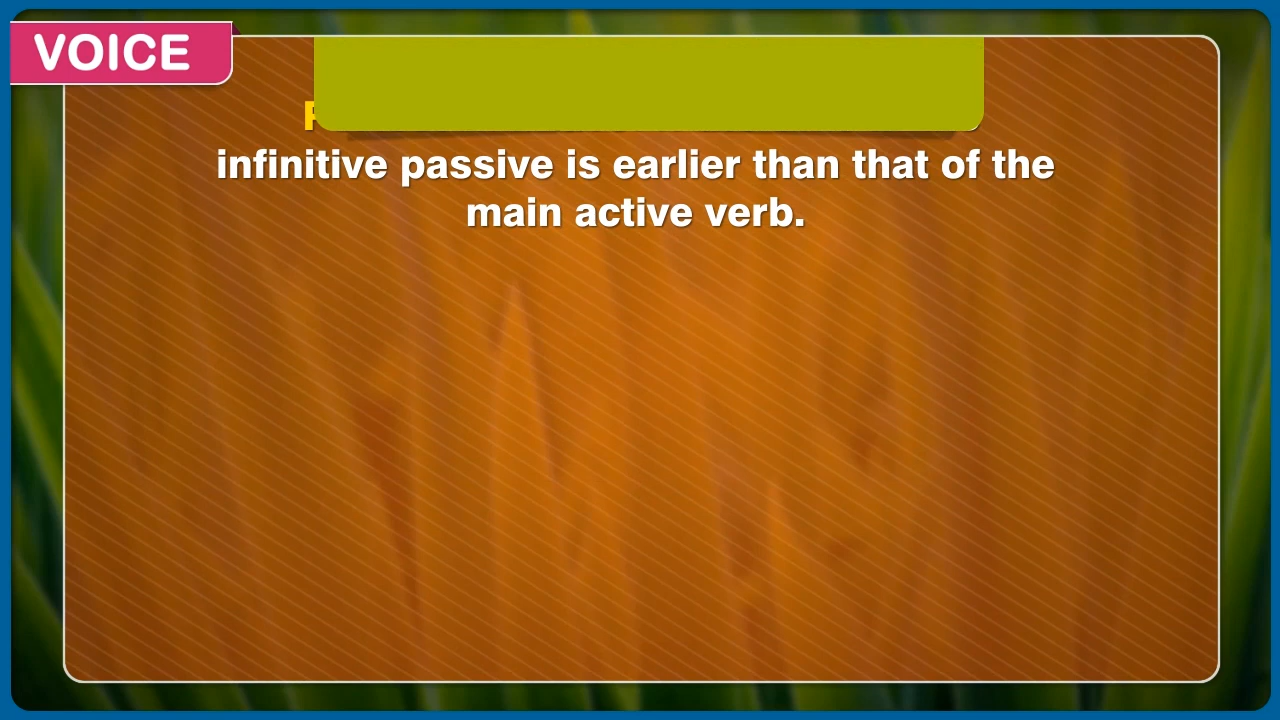 VOICE
infinitive passive is earlier than that of the
main active verb.